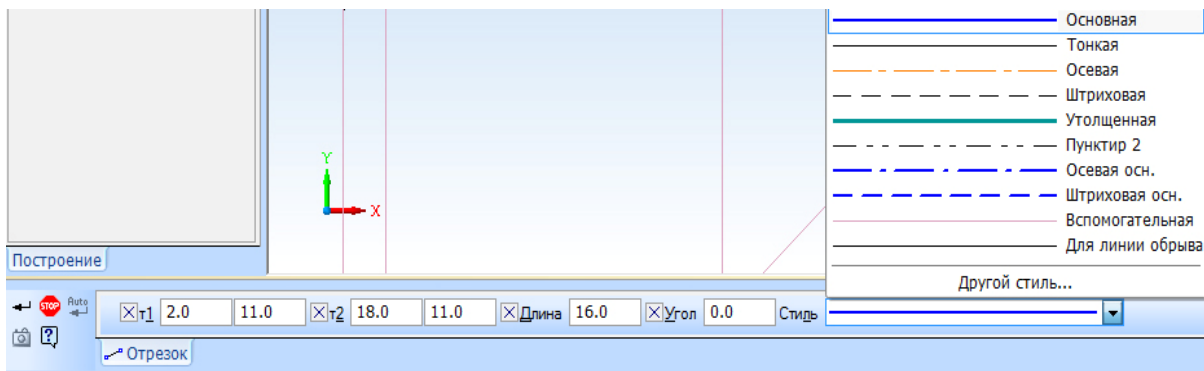 Основная
Тонкая
Осевая
Штриховая
Утолщенная
Пунктир 2
Осевая осн.
Штриховая осн.
Вспомогательная
Для линии обрыва
Другой стиль...
Y
X
Построение
STOP Auto т1 2.0 11.0 т2 18.0 11.0 Длина 16.0 Угол 0.0 Стиль
?
Отрезок